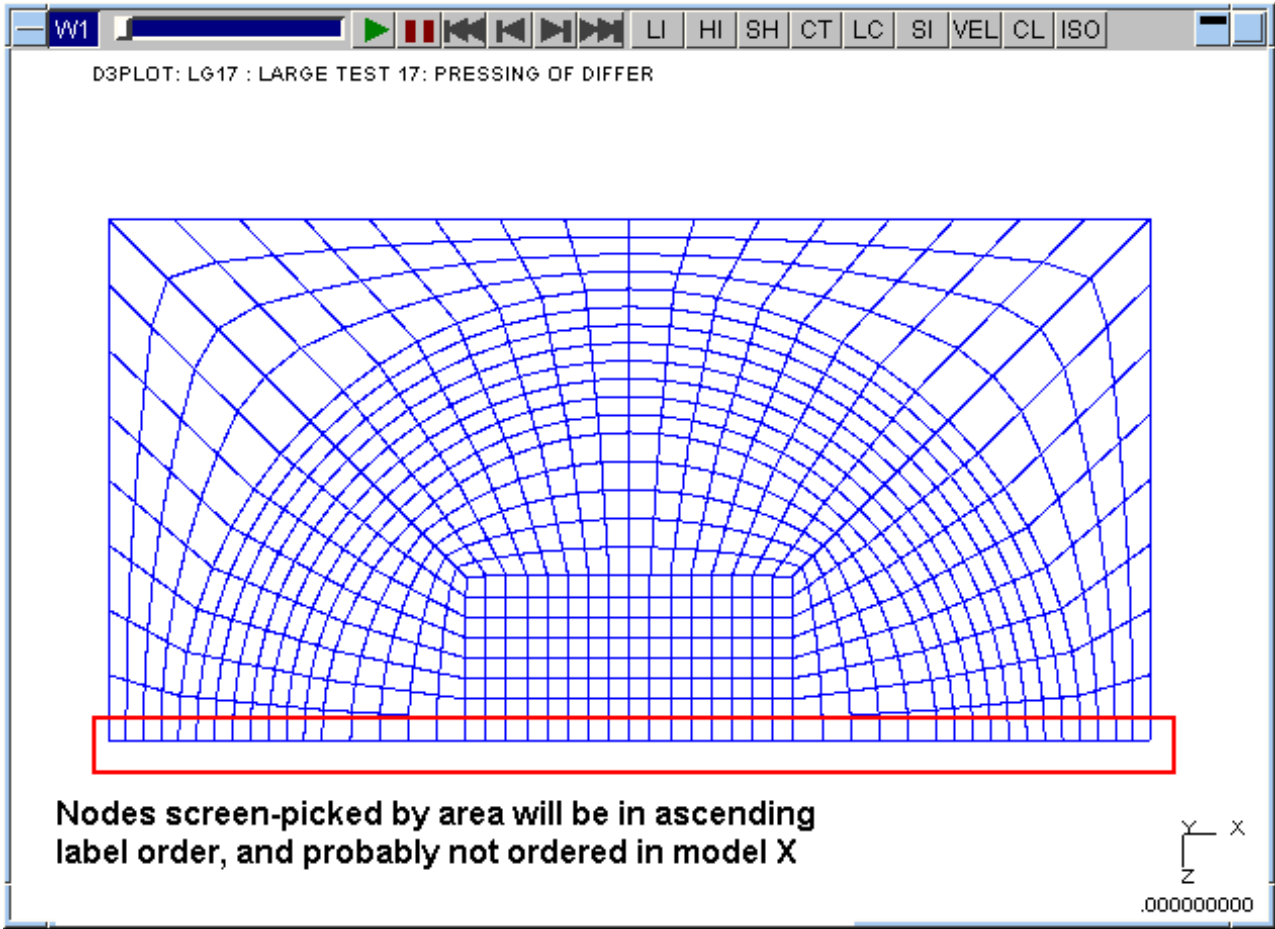 W1 LI HI SH CT LC SI VEL CL ISO
D3PLOT: LG17 : LARGE TEST 17: PRESSING OF DIFFER
Nodes screen-picked by area will be in ascending
label order, and probably not ordered in model X
Y X
Z
.000000000